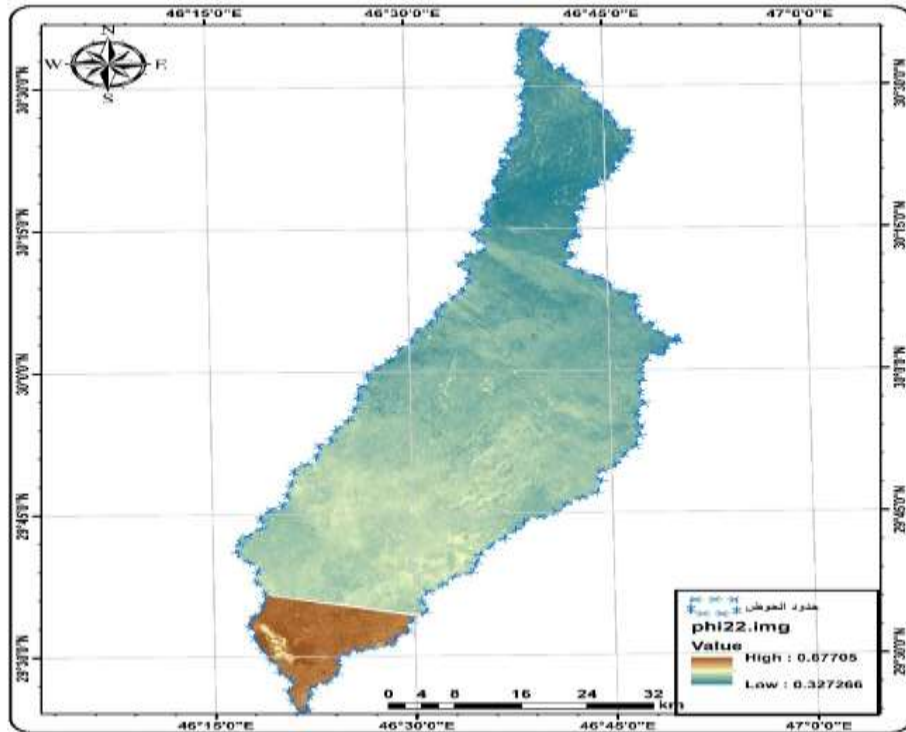 46°15'0"E 46°30'0"E 46°45'0"E 47°0'0"E
N
W E
S
30°30'0"N 30°30'0"N
30°15'0"N 30°15'0"N
30°0'0"N 30°0'0"N
29°45'0"N 29°45'0"N
29°30'0"N 29°30'0"N
حدود الحوض
phi22.img
Value
High : 0.67705
Low : 0.327266
0 4 8 16 24 32
km
46°15'0"E 46°30'0"E 46°45'0"E 47°0'0"E